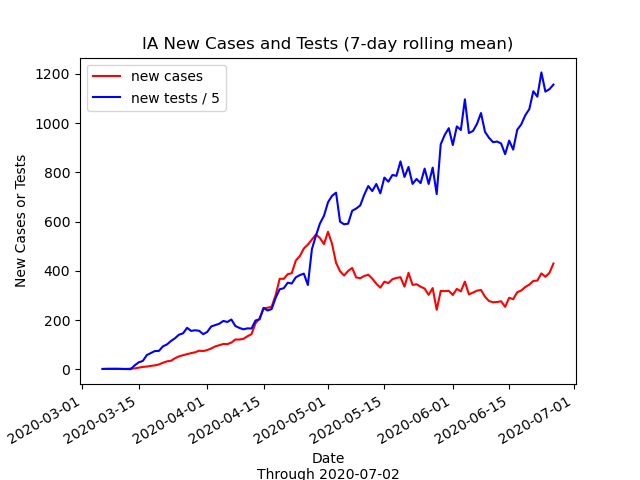 IA New Cases and Tests (7-day rolling mean)
new cases
new tests / 5
1200
1000
800
600
400
200
0
New Cases or Tests
2020-03-01
2020-03-15
2020-04-01
2020-04-15
2020-05-01
2020-05-15
2020-06-01
2020-06-15
2020-07-01
Date
Through 2020-07-02